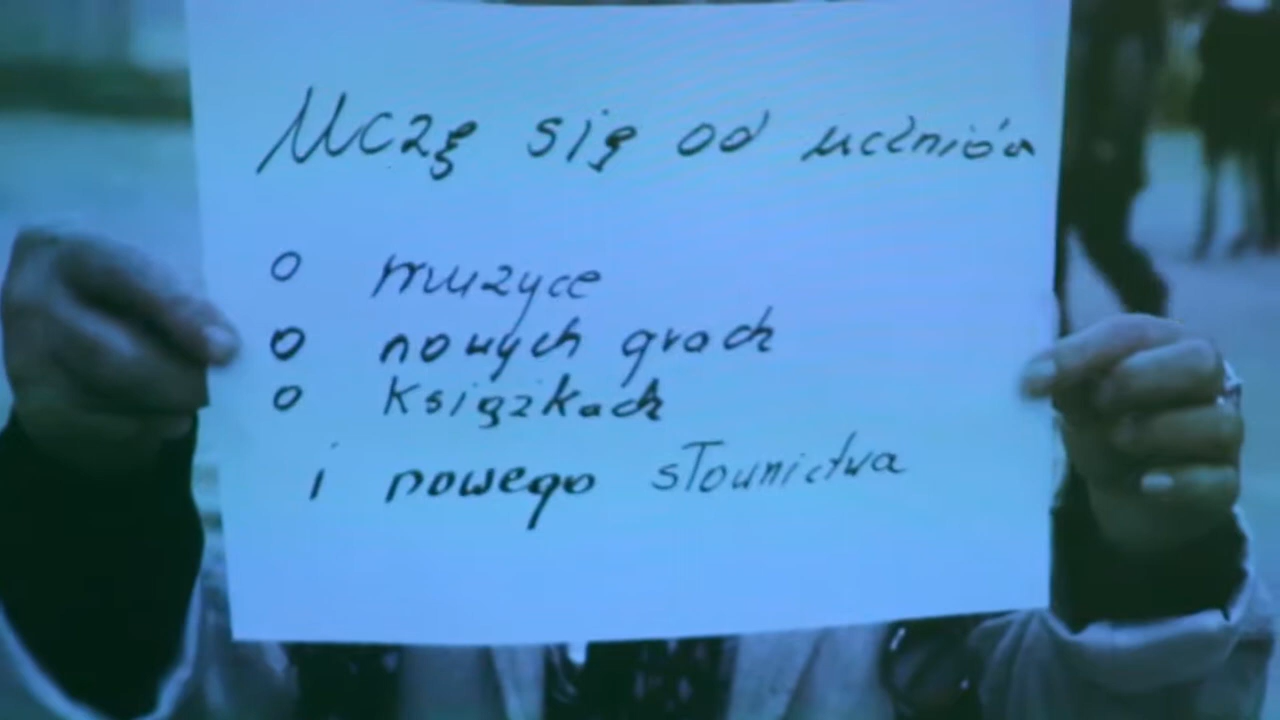 Uczę się od uczniów
o muzyce
o nowych grach
o książkach
i nowego słownictwa